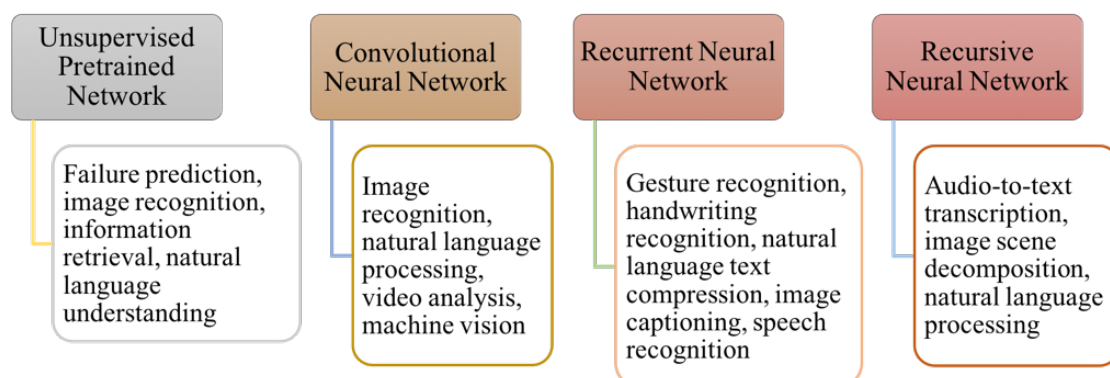 Unsupervised
Pretrained
Network
Failure prediction,
image recognition,
information
retrieval, natural
language
understanding
Convolutional
Neural Network
Image
recognition,
natural language
processing,
video analysis,
machine vision
Recurrent Neural
Network
Gesture recognition,
handwriting
recognition, natural
language text
compression, image
captioning, speech
recognition
Recursive
Neural Network
Audio-to-text
transcription,
image scene
decomposition,
natural language
processing